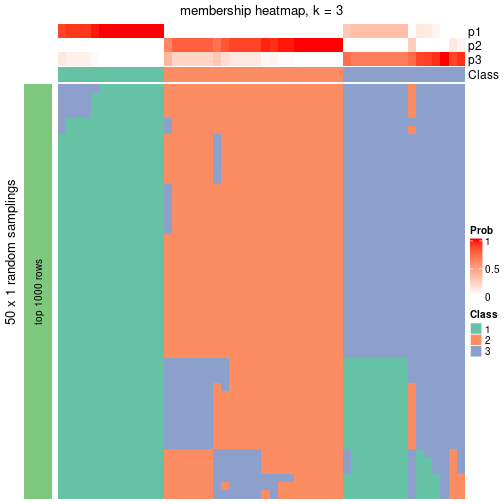 membership heatmap, k = 3
p1
p2
p3
Class
50 x 1 random samplings
top 1000 rows
Prob
1
0.5
0
Class
1
2
3